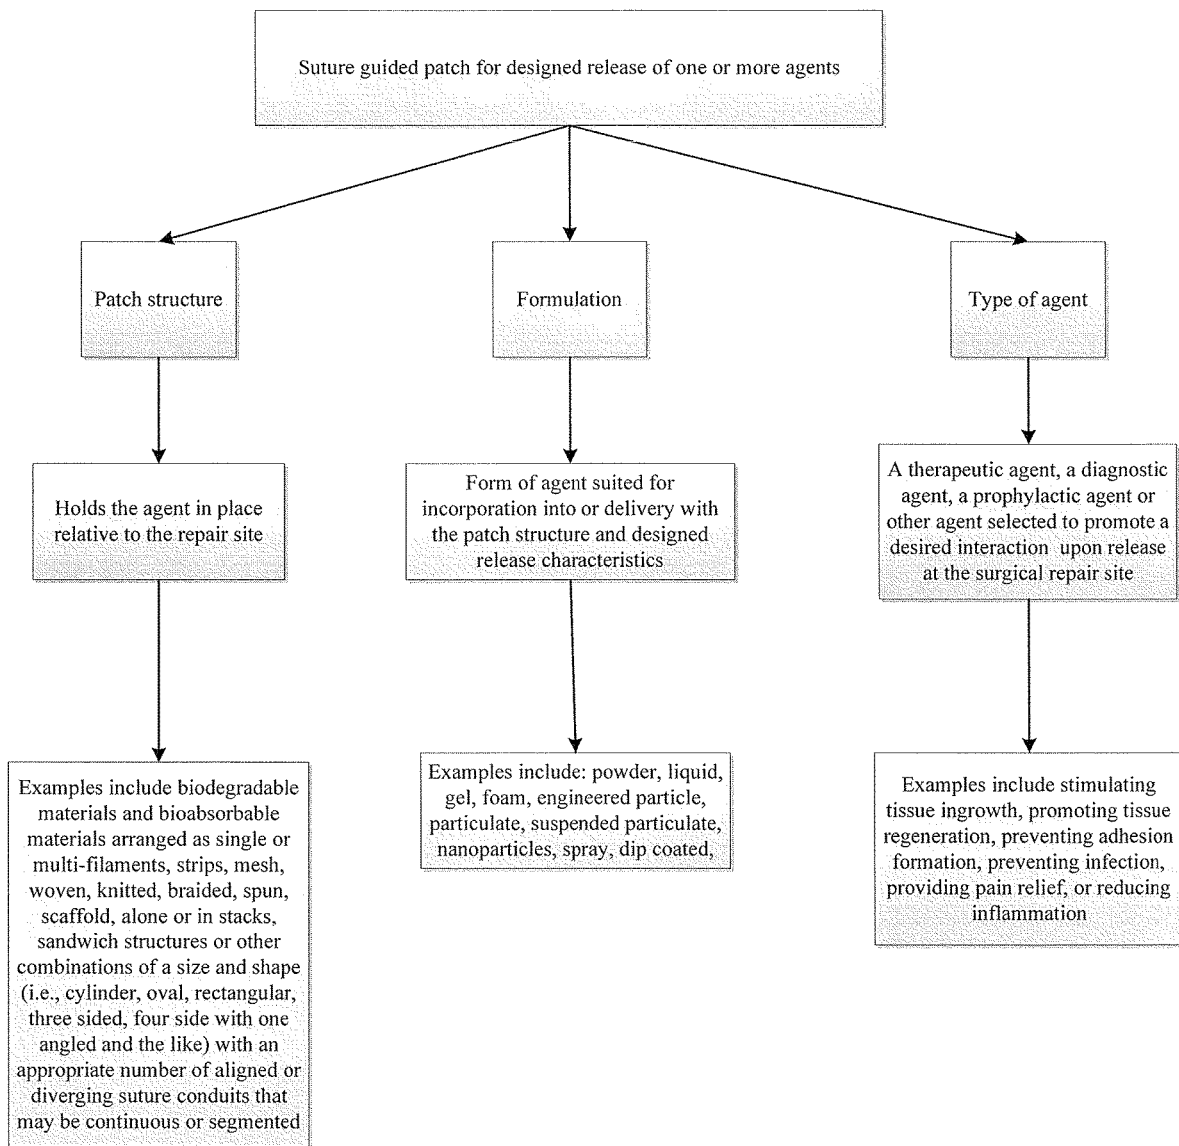 Suture guided patch for designed release of one or more agents
Patch structure
Formulation
Type of agent
Holds the agent in place
relative to the repair site
Form of agent suited for
incorporation into or delivery with
the patch structure and designed
release characteristics
A therapeutic agent, a diagnostic
agent, a prophylactic agent or
other agent selected to promote a
desired interaction upon release
at the surgical repair site
Examples include biodegradable
materials and bioabsorbable
materials arranged as single or
multi-filaments, strips, mesh,
woven, knitted, braided, spun,
scaffold, alone or in stacks,
sandwich structures or other
combinations of a size and shape
(i.e., cylinder, oval, rectangular,
three sided, four side with one
angled and the like) with an
appropriate number of aligned or
diverging suture conduits that
may be continuous or segmented
Examples include: powder, liquid,
gel, foam, engineered particle,
particulate, suspended particulate,
nanoparticles, spray, dip coated,
Examples include stimulating
tissue ingrowth, promoting tissue
regeneration, preventing adhesion
formation, preventing infection,
providing pain relief, or reducing
inflammation